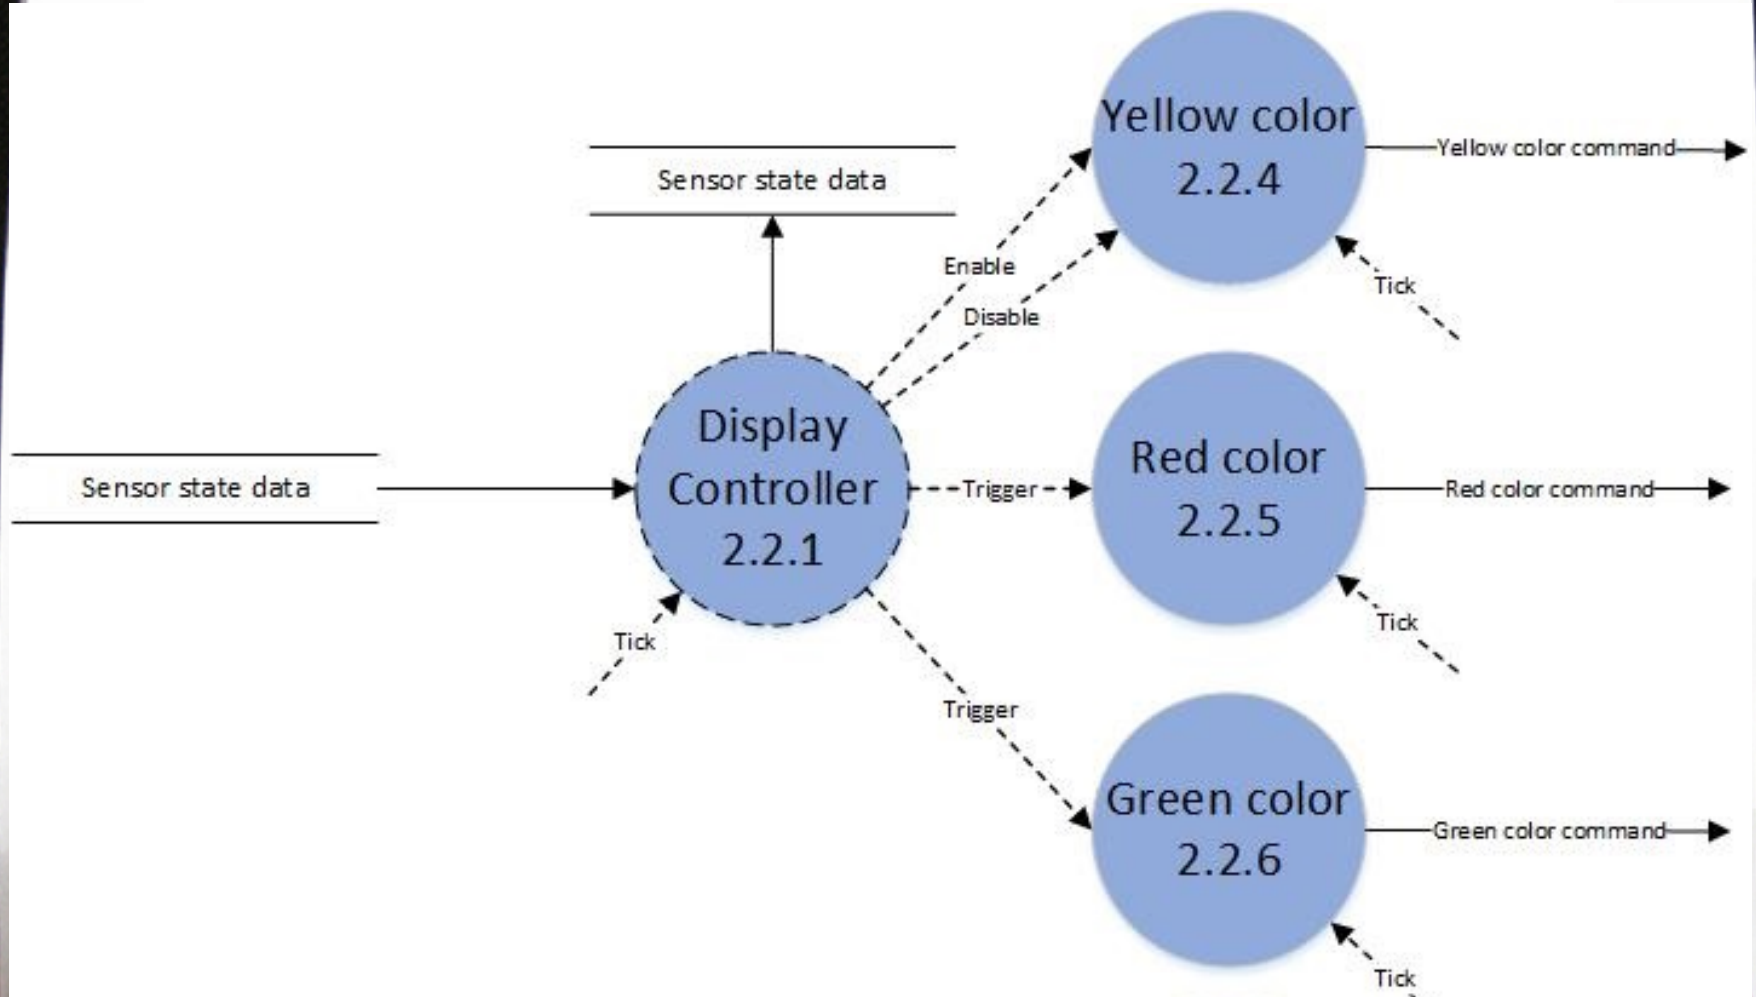 Yellow color
2.2.4
Yellow color command
Sensor state data
Enable
Disable
Tick
Display
Controller
2.2.1
Sensor state data
Trigger
Red color
2.2.5
Red color command
Tick
Tick
Trigger
Green color
2.2.6
Green color command
Tick